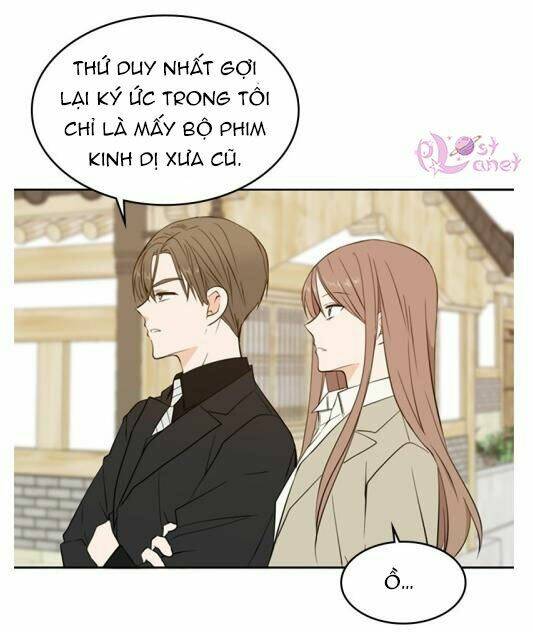 THỨ DUY NHẤT GỢI
LẠI KÝ ỨC TRONG TÔI
CHỈ LÀ MẤY BỘ PHIM
KINH DỊ XƯA CŨ.
Lost
Planet
Ồ...